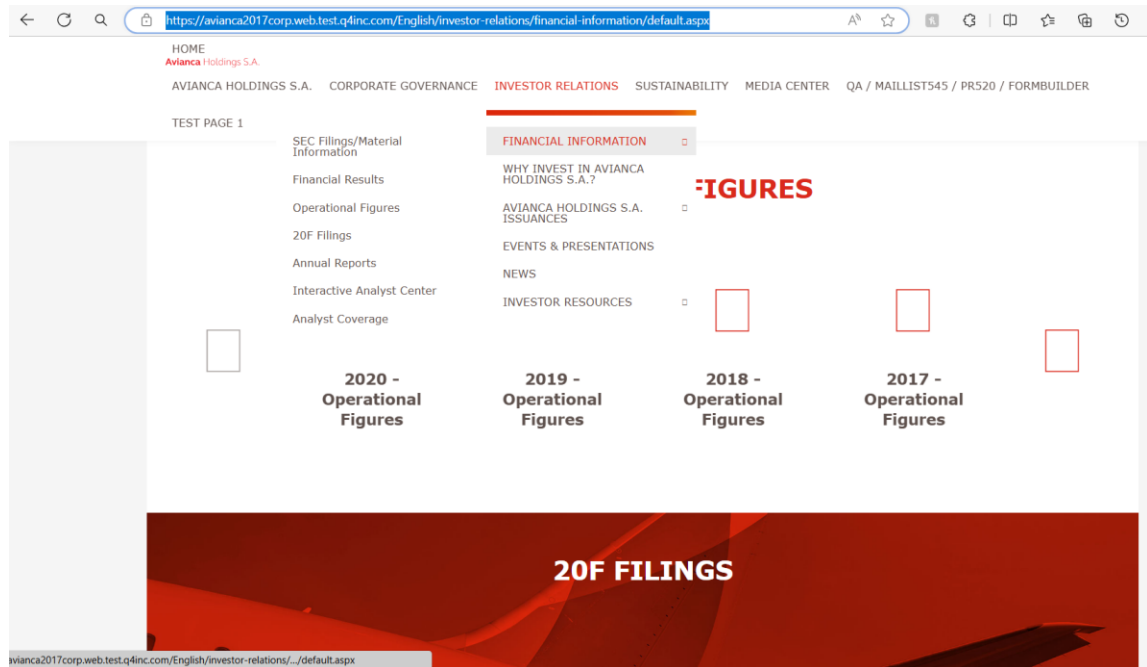 https://avianca2017corp.web.test.q4inc.com/English/investor-relations/financial-information/default.aspx
HOME
Avianca Holdings S.A.
AVIANCA HOLDINGS S.A. CORPORATE GOVERNANCE INVESTOR RELATIONS SUSTAINABILITY MEDIA CENTER QA / MAILLIST545 / PR520 / FORMBUILDER
TEST PAGE 1
SEC Filings/Material
Information
Financial Results
Operational Figures
20F Filings
Annual Reports
Interactive Analyst Center
Analyst Coverage
FINANCIAL INFORMATION
WHY INVEST IN AVIANCA
HOLDINGS S.A.?
AVIANCA HOLDINGS S.A.
ISSUANCES
EVENTS & PRESENTATIONS
NEWS
INVESTOR RESOURCES
FIGURES
2020 -
Operational
Figures
2019 -
Operational
Figures
2018 -
Operational
Figures
2017 -
Operational
Figures
20F FILINGS
avianca2017corp.web.test.q4inc.com/English/investor-relations/.../default.aspx